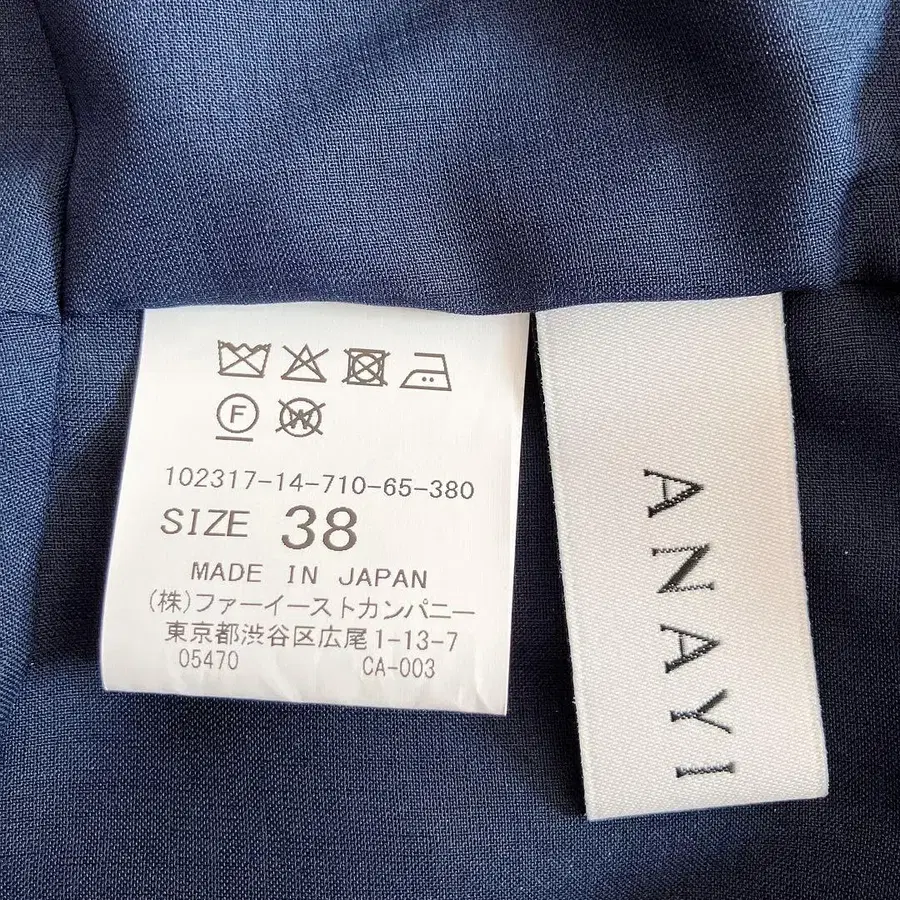 F
W
102317-14-710-65-380
SIZE 38
MADE IN JAPAN
(株)ファーイーストカンパニー
東京都渋谷区広尾1-13-7
05470 CA-003
ANAYI